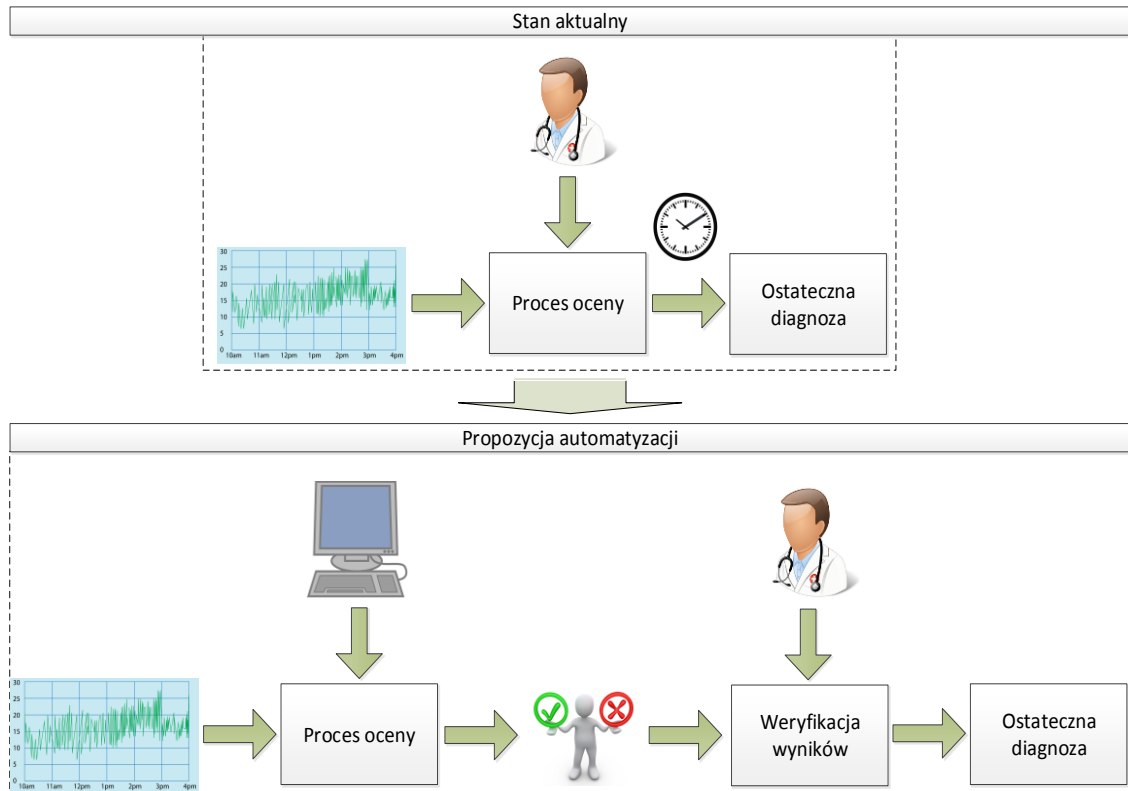 Stan aktualny
30
25
20
15
10
5
0
10am 11am 12pm 1pm 2pm 3pm 4pm
Proces oceny
Ostateczna
diagnoza
Propozycja automatyzacji
30
25
20
15
10
5
0
10am 11am 12pm 1pm 2pm 3pm 4pm
Proces oceny
Weryfikacja
wyników
Ostateczna
diagnoza